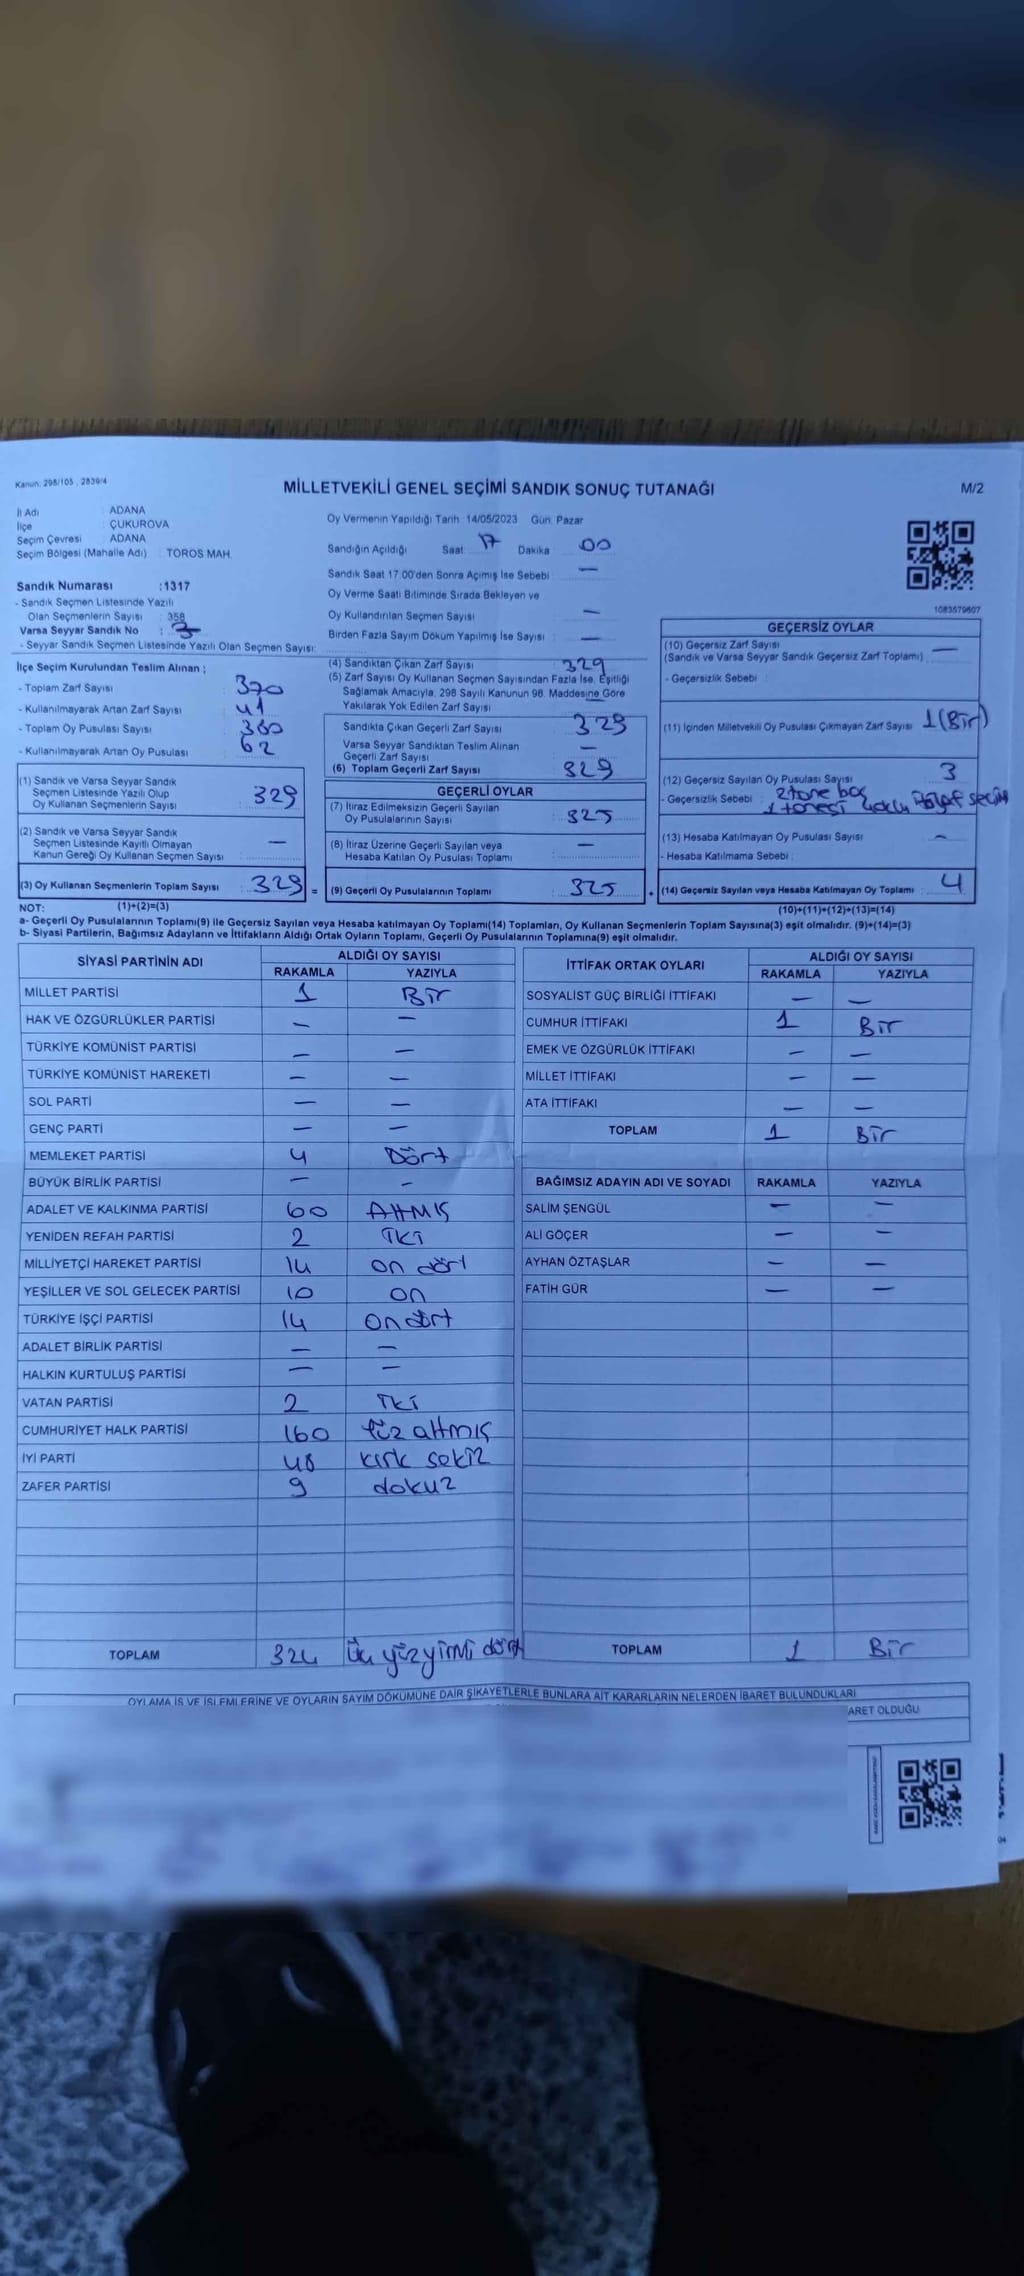 Kanun: 298/105 , 2839/4
MİLLETVEKİLİ GENEL SEÇİMİ SANDIK SONUÇ TUTANAĞI
M/2
İl Adı : ADANA
İlçe : ÇUKUROVA
Seçim Çevresi : ADANA
Seçim Bölgesi (Mahalle Adı) : TOROS MAH.
Oy Vermenin Yapıldığı Tarih: 14/05/2023 Gün: Pazar
Sandığın Açıldığı Saat 17 Dakika 00
Sandık Saat 17:00'den Sonra Açımış İse Sebebi : —
Oy Verme Saati Bitiminde Sırada Bekleyen ve
Oy Kullandırılan Seçmen Sayısı : —
Birden Fazla Sayım Döküm Yapılmış İse Sayısı : —
1083679607
Sandık Numarası :1317
- Sandık Seçmen Listesinde Yazılı
Olan Seçmenlerin Sayısı : 358
Varsa Seyyar Sandık No :
- Seyyar Sandık Seçmen Listesinde Yazılı Olan Seçmen Sayısı:
İlçe Seçim Kurulundan Teslim Alınan ;
- Toplam Zarf Sayısı : 370
- Kullanılmayarak Artan Zarf Sayısı : 41
- Toplam Oy Pusulası Sayısı : 360
- Kullanılmayarak Artan Oy Pusulası : 62
(1) Sandık ve Varsa Seyyar Sandık
Seçmen Listesinde Yazılı Olup
Oy Kullanan Seçmenlerin Sayısı : 329
(2) Sandık ve Varsa Seyyar Sandık
Seçmen Listesinde Kayıtlı Olmayan
Kanun Gereği Oy Kullanan Seçmen Sayısı : —
(3) Oy Kullanan Seçmenlerin Toplam Sayısı : 329 =
(1)+(2)=(3)
(4) Sandıktan Çıkan Zarf Sayısı : 329
(5) Zarf Sayısı Oy Kullanan Seçmen Sayısından Fazla İse, Eşitliği
Sağlamak Amacıyla, 298 Sayılı Kanunun 98. Maddesine Göre
Yakılarak Yok Edilen Zarf Sayısı : —
Sandıkta Çıkan Geçerli Zarf Sayısı : 329
Varsa Seyyar Sandıktan Teslim Alınan
Geçerli Zarf Sayısı : —
(6) Toplam Geçerli Zarf Sayısı : 329
GEÇERLİ OYLAR
(7) İtiraz Edilmeksizin Geçerli Sayılan
Oy Pusulalarının Sayısı : 325
(8) İtiraz Üzerine Geçerli Sayılan veya
Hesaba Katılan Oy Pusulası Toplamı : —
(9) Geçerli Oy Pusulalarının Toplamı : 325 +
GEÇERSİZ OYLAR
(10) Geçersiz Zarf Sayısı
(Sandık ve Varsa Seyyar Sandık Geçersiz Zarf Toplamı) : —
- Geçersizlik Sebebi :
(11) İçinden Milletvekili Oy Pusulası Çıkmayan Zarf Sayısı : 1 (Bir)
(12) Geçersiz Sayılan Oy Pusulası Sayısı : 3
- Geçersizlik Sebebi : 2 tane boş
1 tanesi
(13) Hesaba Katılmayan Oy Pusulası Sayısı : —
- Hesaba Katılmama Sebebi :
(14) Geçersiz Sayılan veya Hesaba Katılmayan Oy Toplamı : 4
(10)+(11)+(12)+(13)=(14)
NOT:
a- Geçerli Oy Pusulalarının Toplamı(9) ile Geçersiz Sayılan veya Hesaba katılmayan Oy Toplamı(14) Toplamları, Oy Kullanan Seçmenlerin Toplam Sayısına(3) eşit olmalıdır. (9)+(14)=(3)
b- Siyasi Partilerin, Bağımsız Adayların ve İttifakların Aldığı Ortak Oyların Toplamı, Geçerli Oy Pusulalarının Toplamına(9) eşit olmalıdır.
SİYASİ PARTİNİN ADI ALDIĞI OY SAYISI
RAKAMLA YAZIYLA
MİLLET PARTİSİ 1 Bir
HAK VE ÖZGÜRLÜKLER PARTİSİ — —
TÜRKİYE KOMÜNİST PARTİSİ — —
TÜRKİYE KOMÜNİST HAREKETİ — —
SOL PARTİ — —
GENÇ PARTİ — —
MEMLEKET PARTİSİ 4 Dört
BÜYÜK BİRLİK PARTİSİ — —
ADALET VE KALKINMA PARTİSİ 60 Altmış
YENİDEN REFAH PARTİSİ 2 İki
MİLLİYETÇİ HAREKET PARTİSİ 14 on dört
YEŞİLLER VE SOL GELECEK PARTİSİ 10 on
TÜRKİYE İŞÇİ PARTİSİ 14 on dört
ADALET BİRLİK PARTİSİ — —
HALKIN KURTULUŞ PARTİSİ — —
VATAN PARTİSİ 2 İki
CUMHURİYET HALK PARTİSİ 160 Yüz altmış
İYİ PARTİ 48 kırk sekiz
ZAFER PARTİSİ 9 dokuz
TOPLAM 324 Üç yüz yirmi dört
İTTİFAK ORTAK OYLARI ALDIĞI OY SAYISI
RAKAMLA YAZIYLA
SOSYALİST GÜÇ BİRLİĞİ İTTİFAKI — —
CUMHUR İTTİFAKI 1 Bir
EMEK VE ÖZGÜRLÜK İTTİFAKI — —
MİLLET İTTİFAKI — —
ATA İTTİFAKI — —
TOPLAM 1 Bir
BAĞIMSIZ ADAYIN ADI VE SOYADI RAKAMLA YAZIYLA
SALİM ŞENGÜL — —
ALİ GÖÇER — —
AYHAN ÖZTAŞLAR — —
FATİH GÜR — —
TOPLAM 1 Bir
OYLAMA İŞ VE İŞLEMLERİNE VE OYLARIN SAYIM DÖKÜMÜNE DAİR ŞİKAYETLERLE BUNLARA AİT KARARLARIN NELERDEN İBARET BULUNDUKLARI
ARET OLDUĞU